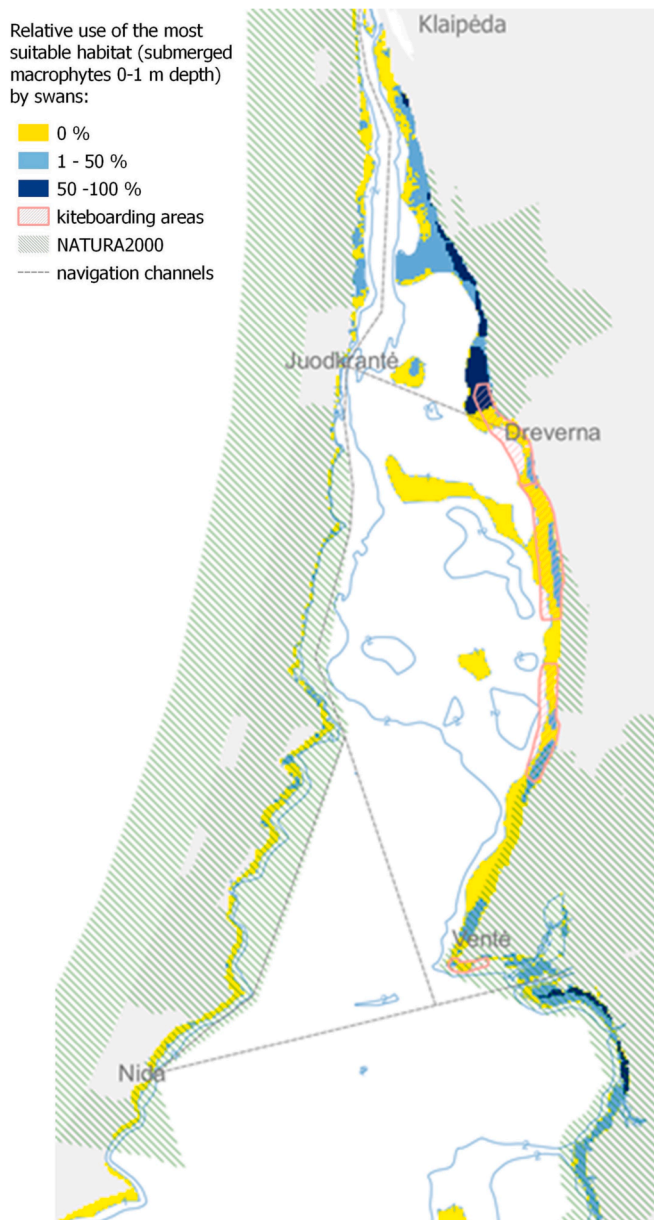 Relative use of the most
suitable habitat (submerged
macrophytes 0-1 m depth)
by swans:
0 %
1 - 50 %
50 -100 %
kiteboarding areas
NATURA2000
navigation channels
Klaipėda
Juodkrantė
Dreverna
Ventė
Nida